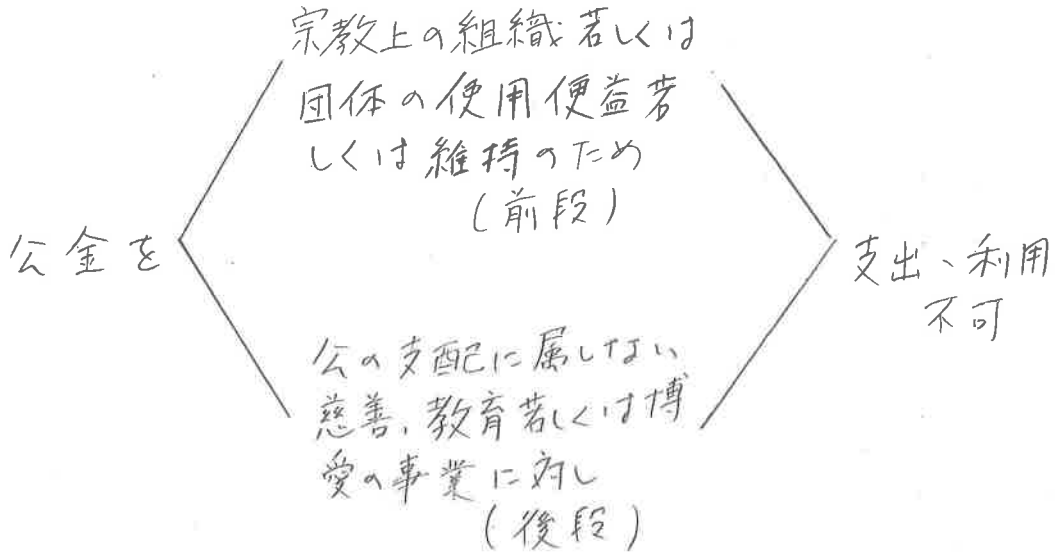 宗教上の組織若しくは
団体の使用便益若
しくは維持のため
(前段)
公金を
支出、利用
不可
公の支配に属しない
慈善、教育若しくは博
愛の事業に対し
(後段)